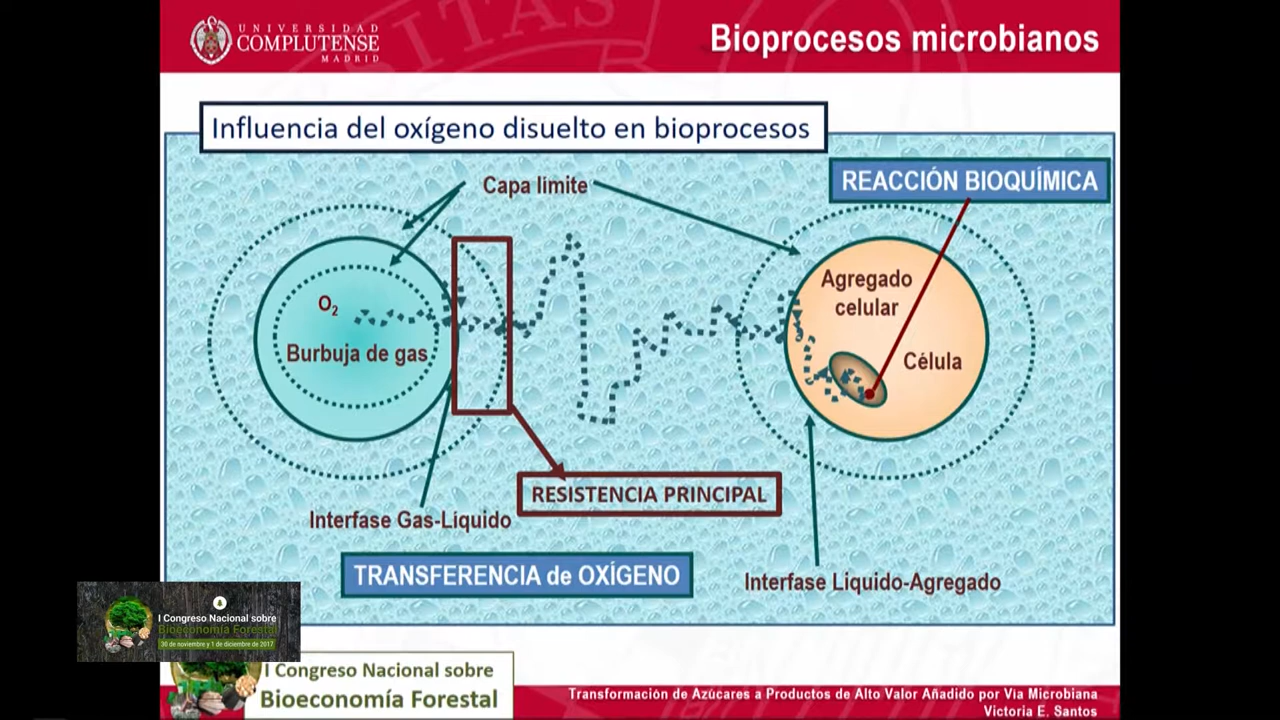 UNIVERSIDAD
COMPLUTENSE
MADRID
Bioprocesos microbianos
Influencia del oxígeno disuelto en bioprocesos
Capa límite
REACCIÓN BIOQUÍMICA
O2
Burbuja de gas
Agregado
celular
Célula
RESISTENCIA PRINCIPAL
Interfase Gas-Líquido
TRANSFERENCIA de OXÍGENO
Interfase Líquido-Agregado
I Congreso Nacional sobre
Bioeconomía Forestal
30 de noviembre y 1 de diciembre de 2017
I Congreso Nacional sobre
Bioeconomía Forestal
Transformación de Azúcares a Productos de Alto Valor Añadido por Vía Microbiana
Victoria E. Santos